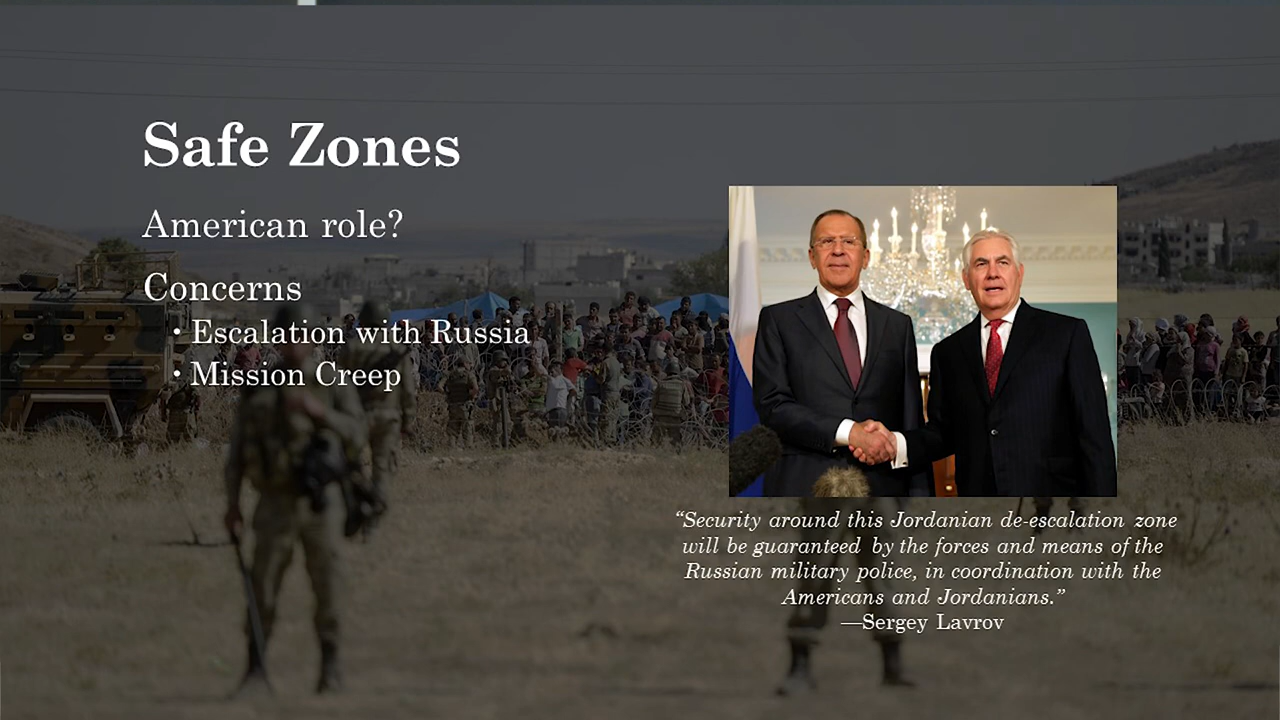 Safe Zones
American role?
Concerns
• Escalation with Russia
• Mission Creep
“Security around this Jordanian de-escalation zone
will be guaranteed by the forces and means of the
Russian military police, in coordination with the
Americans and Jordanians.”
—Sergey Lavrov